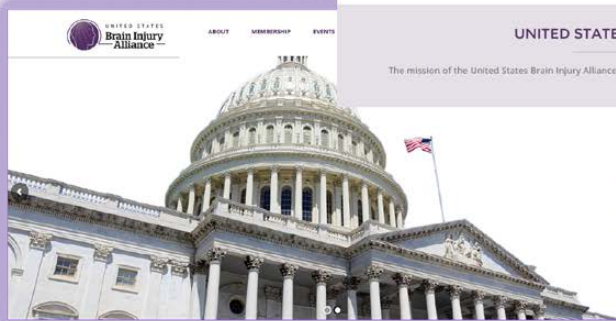 UNITED STATES
Brain Injury
Alliance
ABOUT
MEMBERSHIP
EVENTS
UNITED STATE
The mission of the United States Brain Injury Alliance